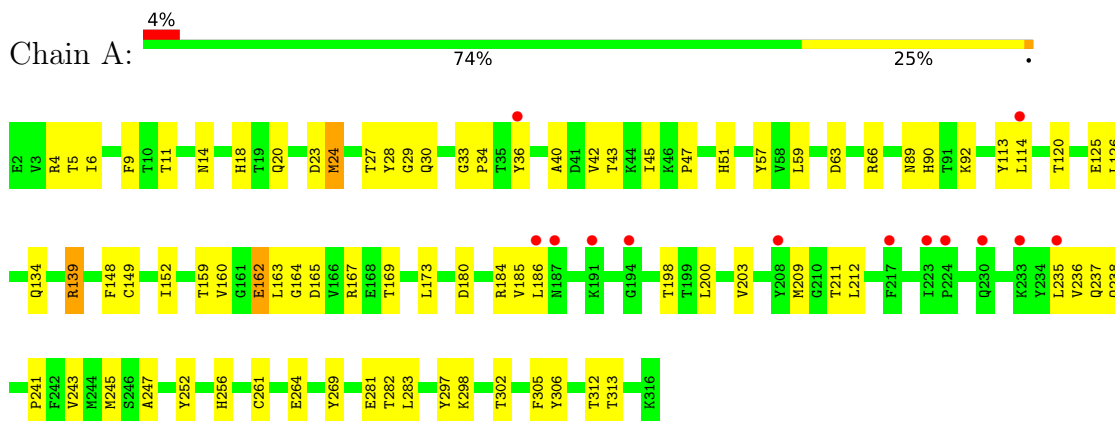 4%
Chain A:
74% 25% •
E2 V3 R4 T5 I6 F9 T10 T11 N14 H18 T19 Q20 D23 M24 T27 Y28 G29 Q30 G33 P34 T35 Y36 A40 D41 V42 T43 K44 I45 K46 P47 H51 Y57 V58 L59 D63 R66 N89 H90 T91 K92 Y113 L114 T120 E125 L126
Q134 R139 F148 C149 I152 T159 V160 G161 E162 L163 G164 D165 V166 R167 E168 T169 L173 D180 R184 V185 L186 N187 K191 G194 T198 T199 L200 V203 Y208 M209 G210 T211 L212 F217 I223 P224 Q230 K233 Y234 L235 V236 Q237
P241 F242 V243 M244 M245 S246 A247 Y252 H256 C261 E264 Y269 E281 T282 L283 Y297 K298 T302 F305 Y306 T312 T313 K316